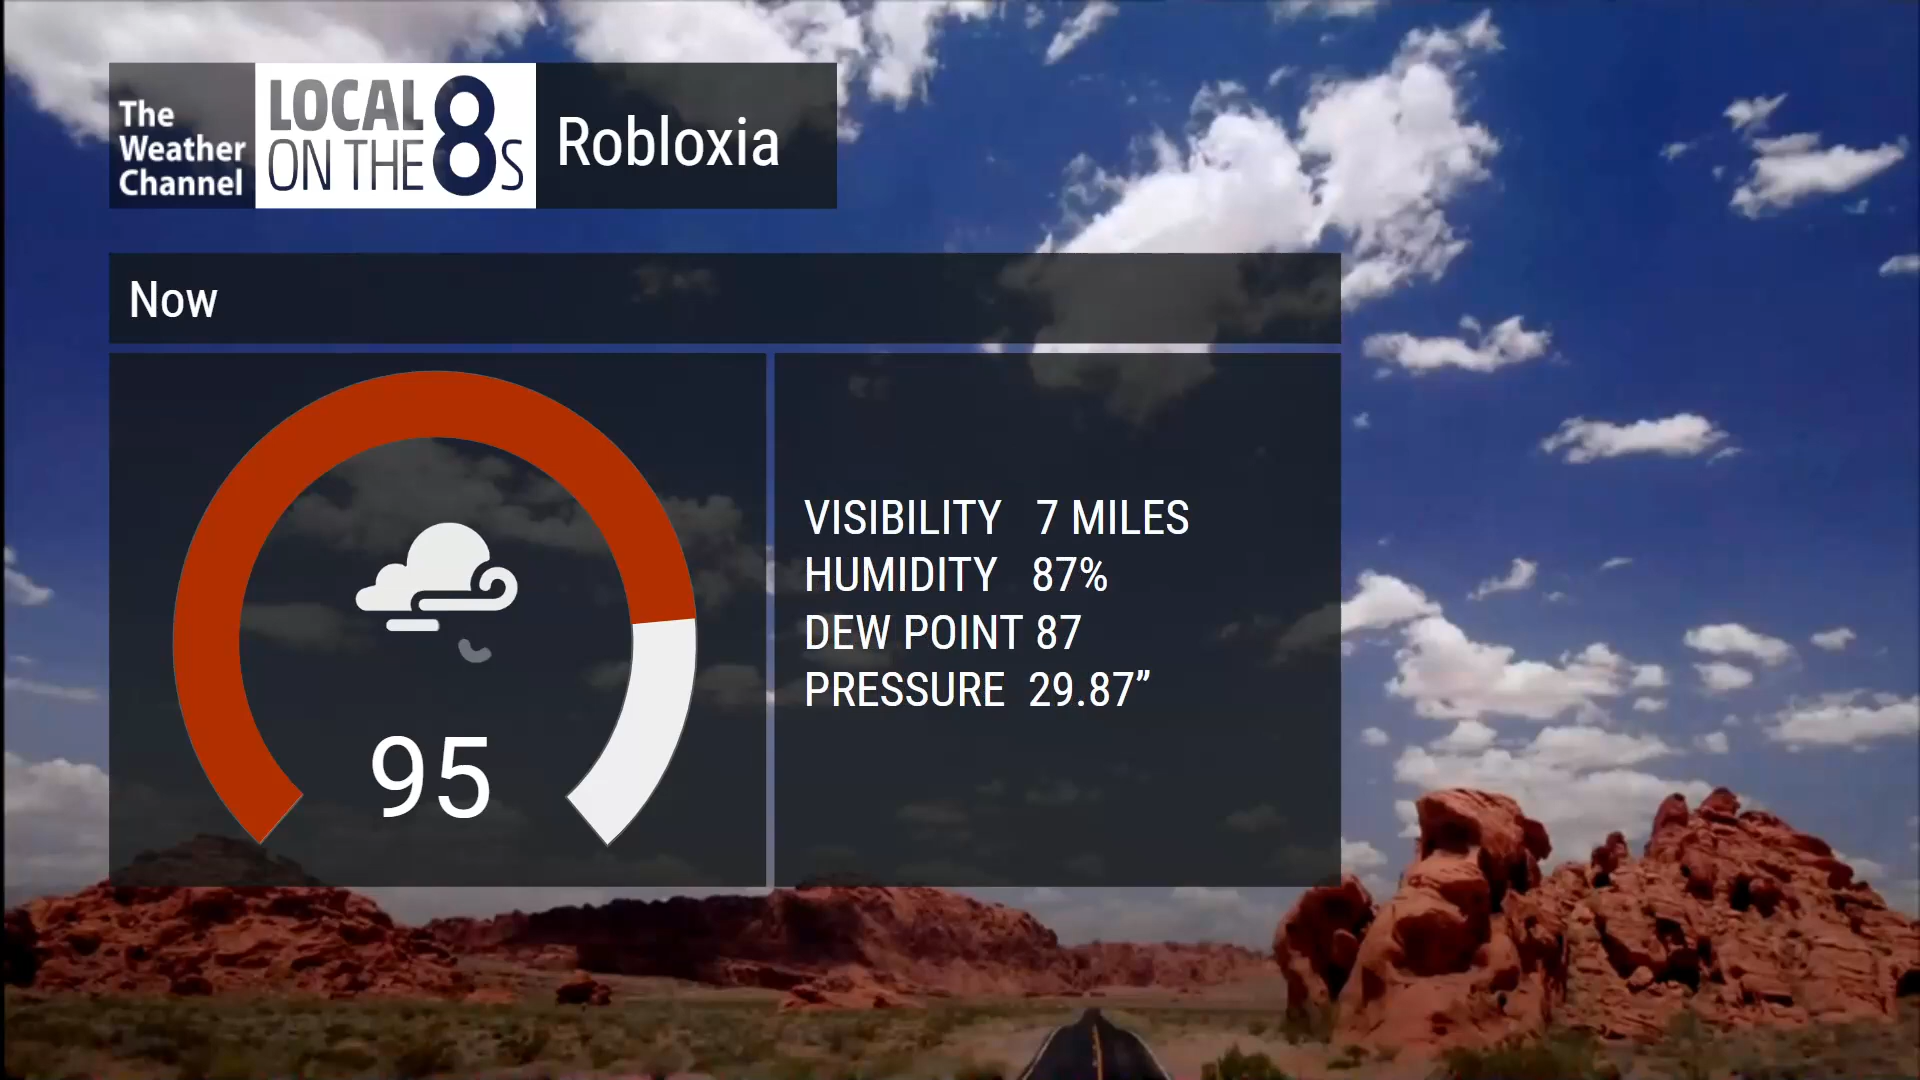 The
Weather
Channel
LOCAL
ON THE 8s
Robloxia
Now
95
VISIBILITY 7 MILES
HUMIDITY 87%
DEW POINT 87
PRESSURE 29.87”